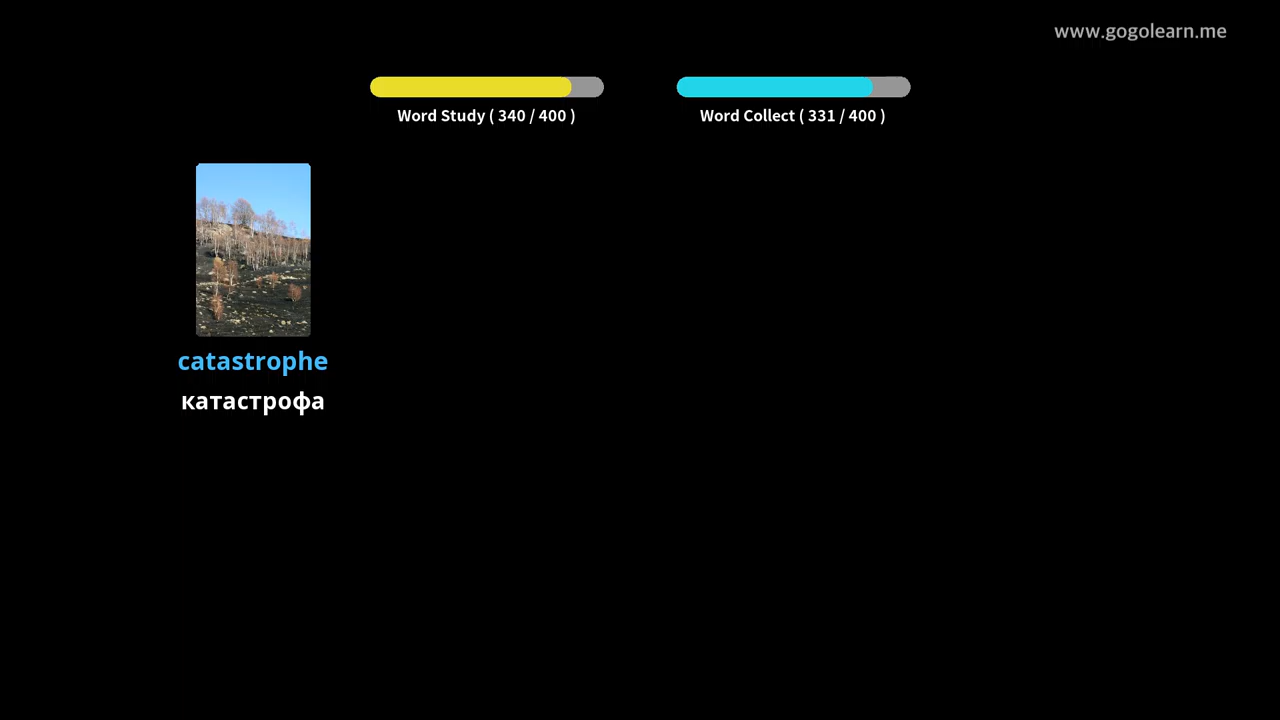 www.gogolearn.me
Word Study ( 340 / 400 )
Word Collect ( 331 / 400 )
catastrophe
катастрофа